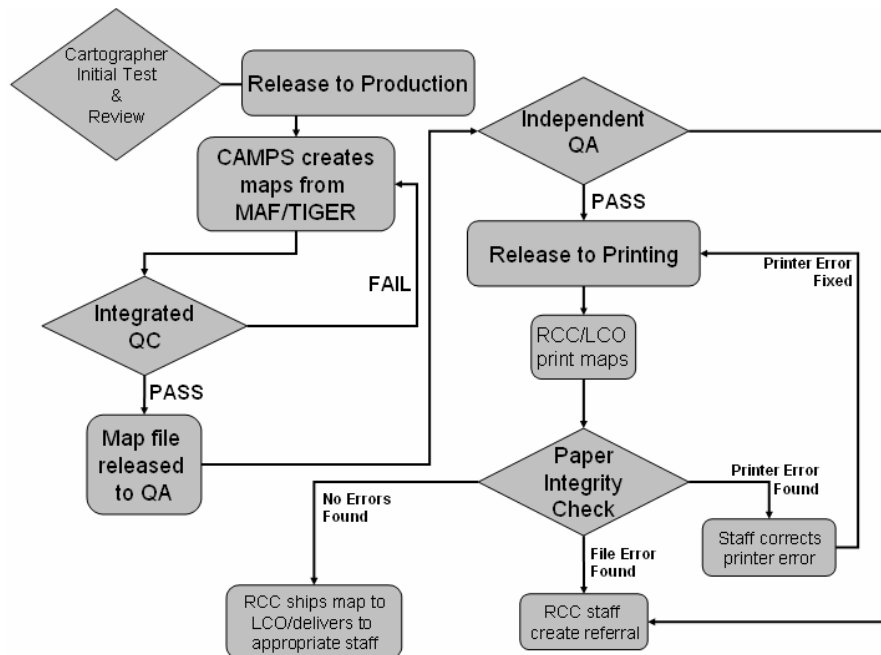 Cartographer
Initial Test
&
Review
Release to Production
CAMPS creates
maps from
MAF/TIGER
FAIL
Integrated
QC
PASS
Map file
released
to QA
Independent
QA
PASS
Release to Printing
Printer Error
Fixed
RCC/LCO
print maps
Paper
Integrity
Check
Printer Error
Found
No Errors
Found
Staff corrects
printer error
File Error
Found
RCC ships map to
LCO/delivers to
appropriate staff
RCC staff
create referral